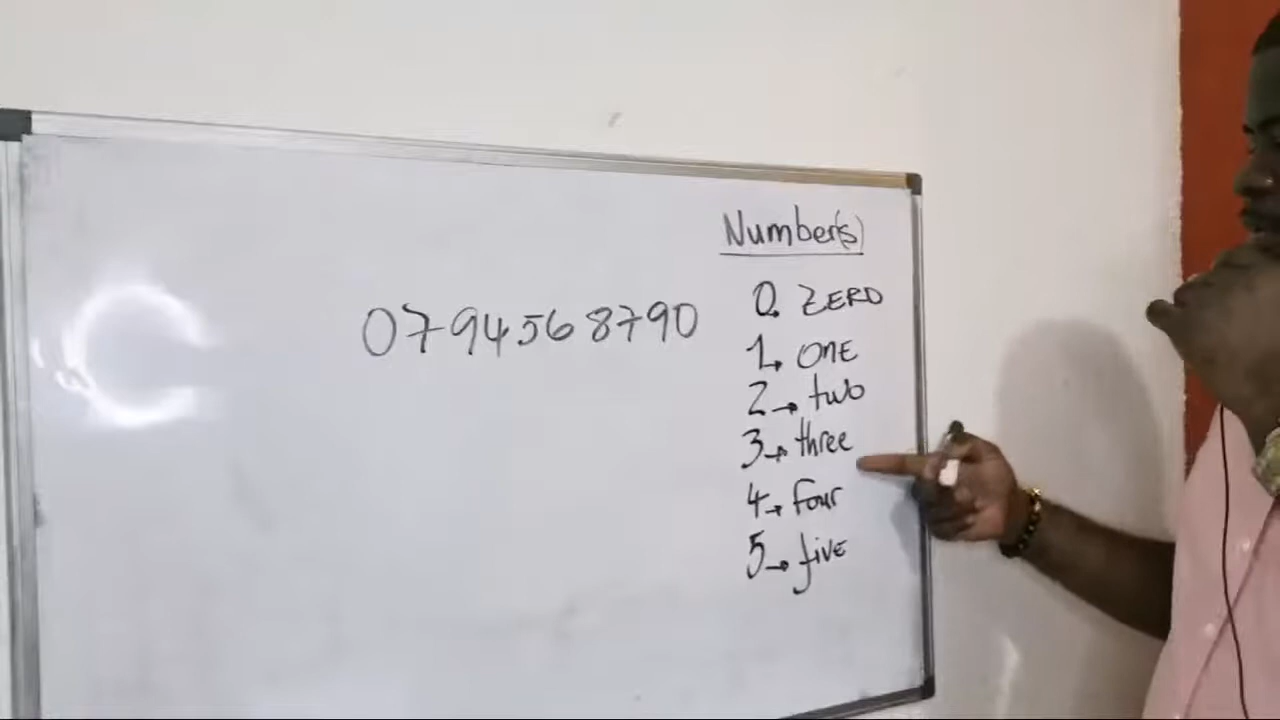 0794568790
Number(s)
0. ZERO
1→ ONE
2→ two
3→ three
4→ four
5→ five